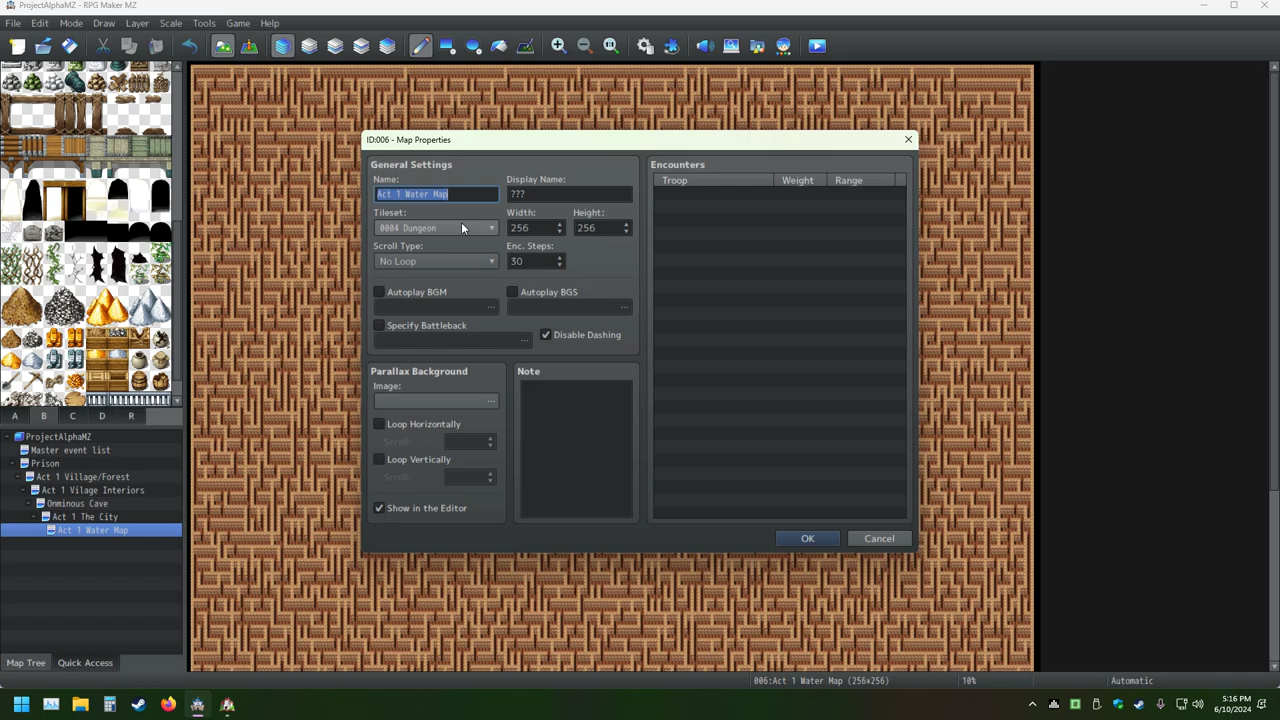 ProjectAlphaMZ - RPG Maker MZ
File Edit Mode Draw Layer Scale Tools Game Help
ID:006 - Map Properties
General Settings
Name:
Display Name:
Act 1 Water Map
???
Tileset:
Width:
Height:
0004 Dungeon
256
256
Scroll Type:
Enc. Steps:
No Loop
30
Autoplay BGM
Autoplay BGS
...
...
Specify Battleback
Disable Dashing
...
Parallax Background
Image:
...
Loop Horizontally
Scroll:
Loop Vertically
Scroll:
Show in the Editor
Note
Encounters
Troop Weight Range
OK
Cancel
A B C D R
ProjectAlphaMZ
Master event list
Prison
Act 1 Village/Forest
Act 1 Vilage Interiors
Onminous Cave
Act 1 The City
Act 1 Water Map
Map Tree
Quick Access
006:Act 1 Water Map (256x256)
10%
Automatic
5:16 PM
6/10/2024